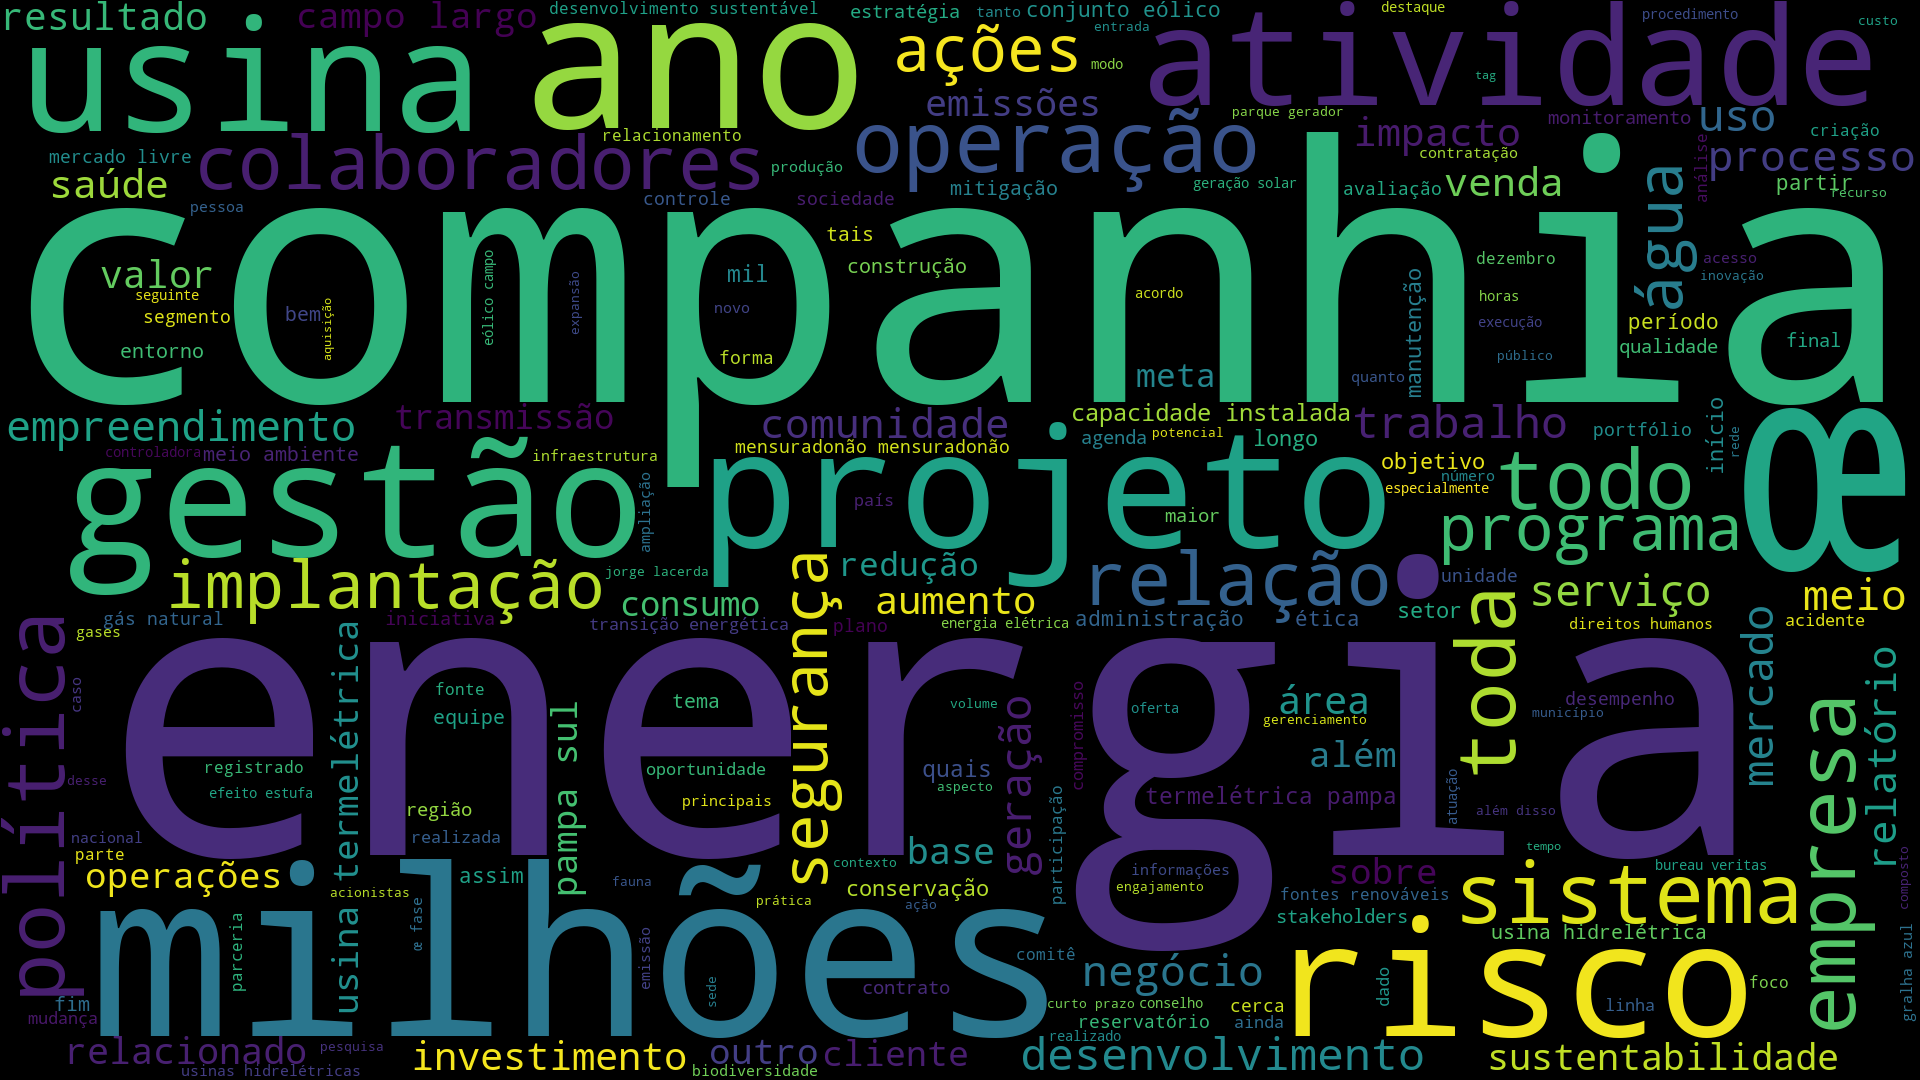 resultado
campo largo
desenvolvimento sustentável
estratégia
tanto
conjunto eólico
destaque
procedimento
custo
usina
ano
ações
entrada
modo
atividade
tag
emissões
parque gerador
impacto
monitoramento
uso
criação
relacionamento
operação
mercado livre
colaboradores
produção
contratação
processo
análise
saúde
mitigação
geração solar
avaliação
venda
partir
recurso
pessoa
controle
sociedade
água
companhia
tais
valor
mil
construção
dezembro
acesso
inovação
seguinte
segmento
bem
aquisição
eólico campo
expansão
novo
acordo
horas
manutenção
execução
período
entorno
forma
público
qualidade
final
meta
quanto
empreendimento
transmissão
comunidade
capacidade instalada
trabalho
início
rede
controladora
meio ambiente
mensuradonão mensuradonão
agenda
potencial
longo
portfólio
gestão
infraestrutura
projeto
objetivo
número
especialmente
todo
œ
ampliação
país
maior
programa
implantação
jorge lacerda
segurança
redução
relação
unidade
serviço
meio
consumo
aumento
gás natural
iniciativa
transição energética
plano
energia elétrica
administração
ética
setor
toda
direitos humanos
acidente
gases
política
usina termelétrica
mercado
relatório
energia
caso
fonte
equipe
pampa sul
tema
volume
geração
compromisso
oferta
área
gerenciamento
desempenho
município
empresa
além
registrado
oportunidade
quais
aspecto
desse
efeito estufa
principais
região
realizada
termelétrica pampa
atuação
além disso
participação
nacional
parte
operações
contexto
base
tempo
bureau veritas
composto
acionistas
assim
fauna
prática
conservação
ação
informações
engajamento
sobre
fontes renováveis
stakeholders
sistema
usina hidrelétrica
milhões
parceria
œ fase
emissão
sede
comitê
negócio
risco
gralha azul
fim
mudança
contrato
curto prazo
conselho
cerca
dado
linha
foco
reservatório
ainda
relacionado
pesquisa
investimento
outro
cliente
realizado
desenvolvimento
sustentabilidade
usinas hidrelétricas
biodiversidade